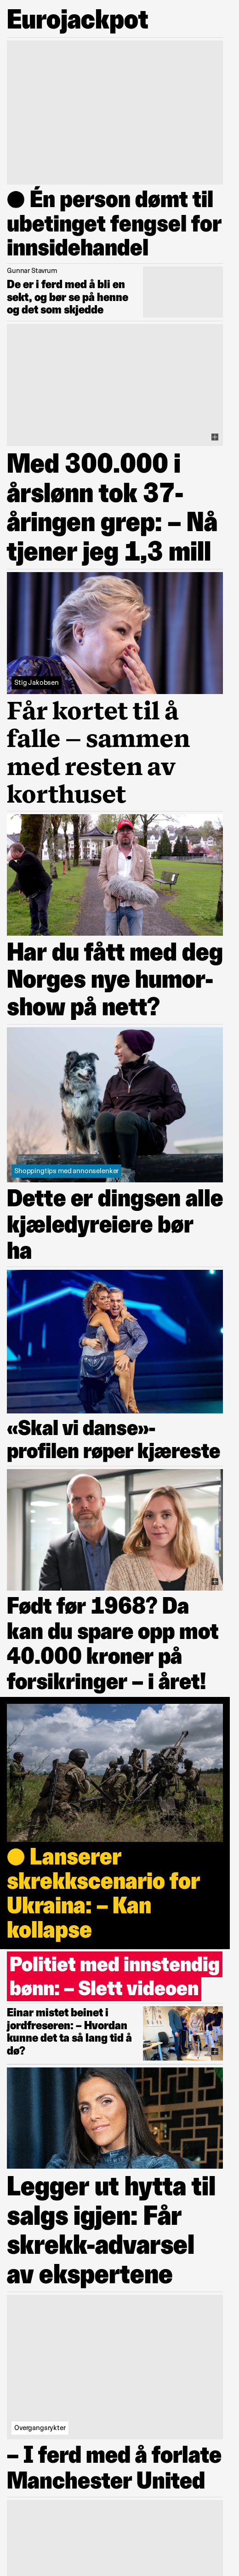 Eurojackpot
● Én person dømt til
ubetinget fengsel for
innsidehandel
Gunnar Stavrum
De er i ferd med å bli en
sekt, og bør se på henne
og det som skjedde
Med 300.000 i
årslønn tok 37-
åringen grep: – Nå
tjener jeg 1,3 mill
Stig Jakobsen
Får kortet til å
falle – sammen
med resten av
korthuset
Har du fått med deg
Norges nye humor-
show på nett?
Shoppingtips med annonselenker
Dette er dingsen alle
kjæledyreiere bør
ha
«Skal vi danse»-
profilen røper kjæreste
Født før 1968? Da
kan du spare opp mot
40.000 kroner på
forsikringer – i året!
● Lanserer
skrekkscenario for
Ukraina: – Kan
kollapse
Politiet med innstendig
bønn: – Slett videoen
Einar mistet beinet i
jordfreseren: – Hvordan
kunne det ta så lang tid å
dø?
Legger ut hytta til
salgs igjen: Får
skrekk-advarsel
av ekspertene
Overgangsrykter
– I ferd med å forlate
Manchester United